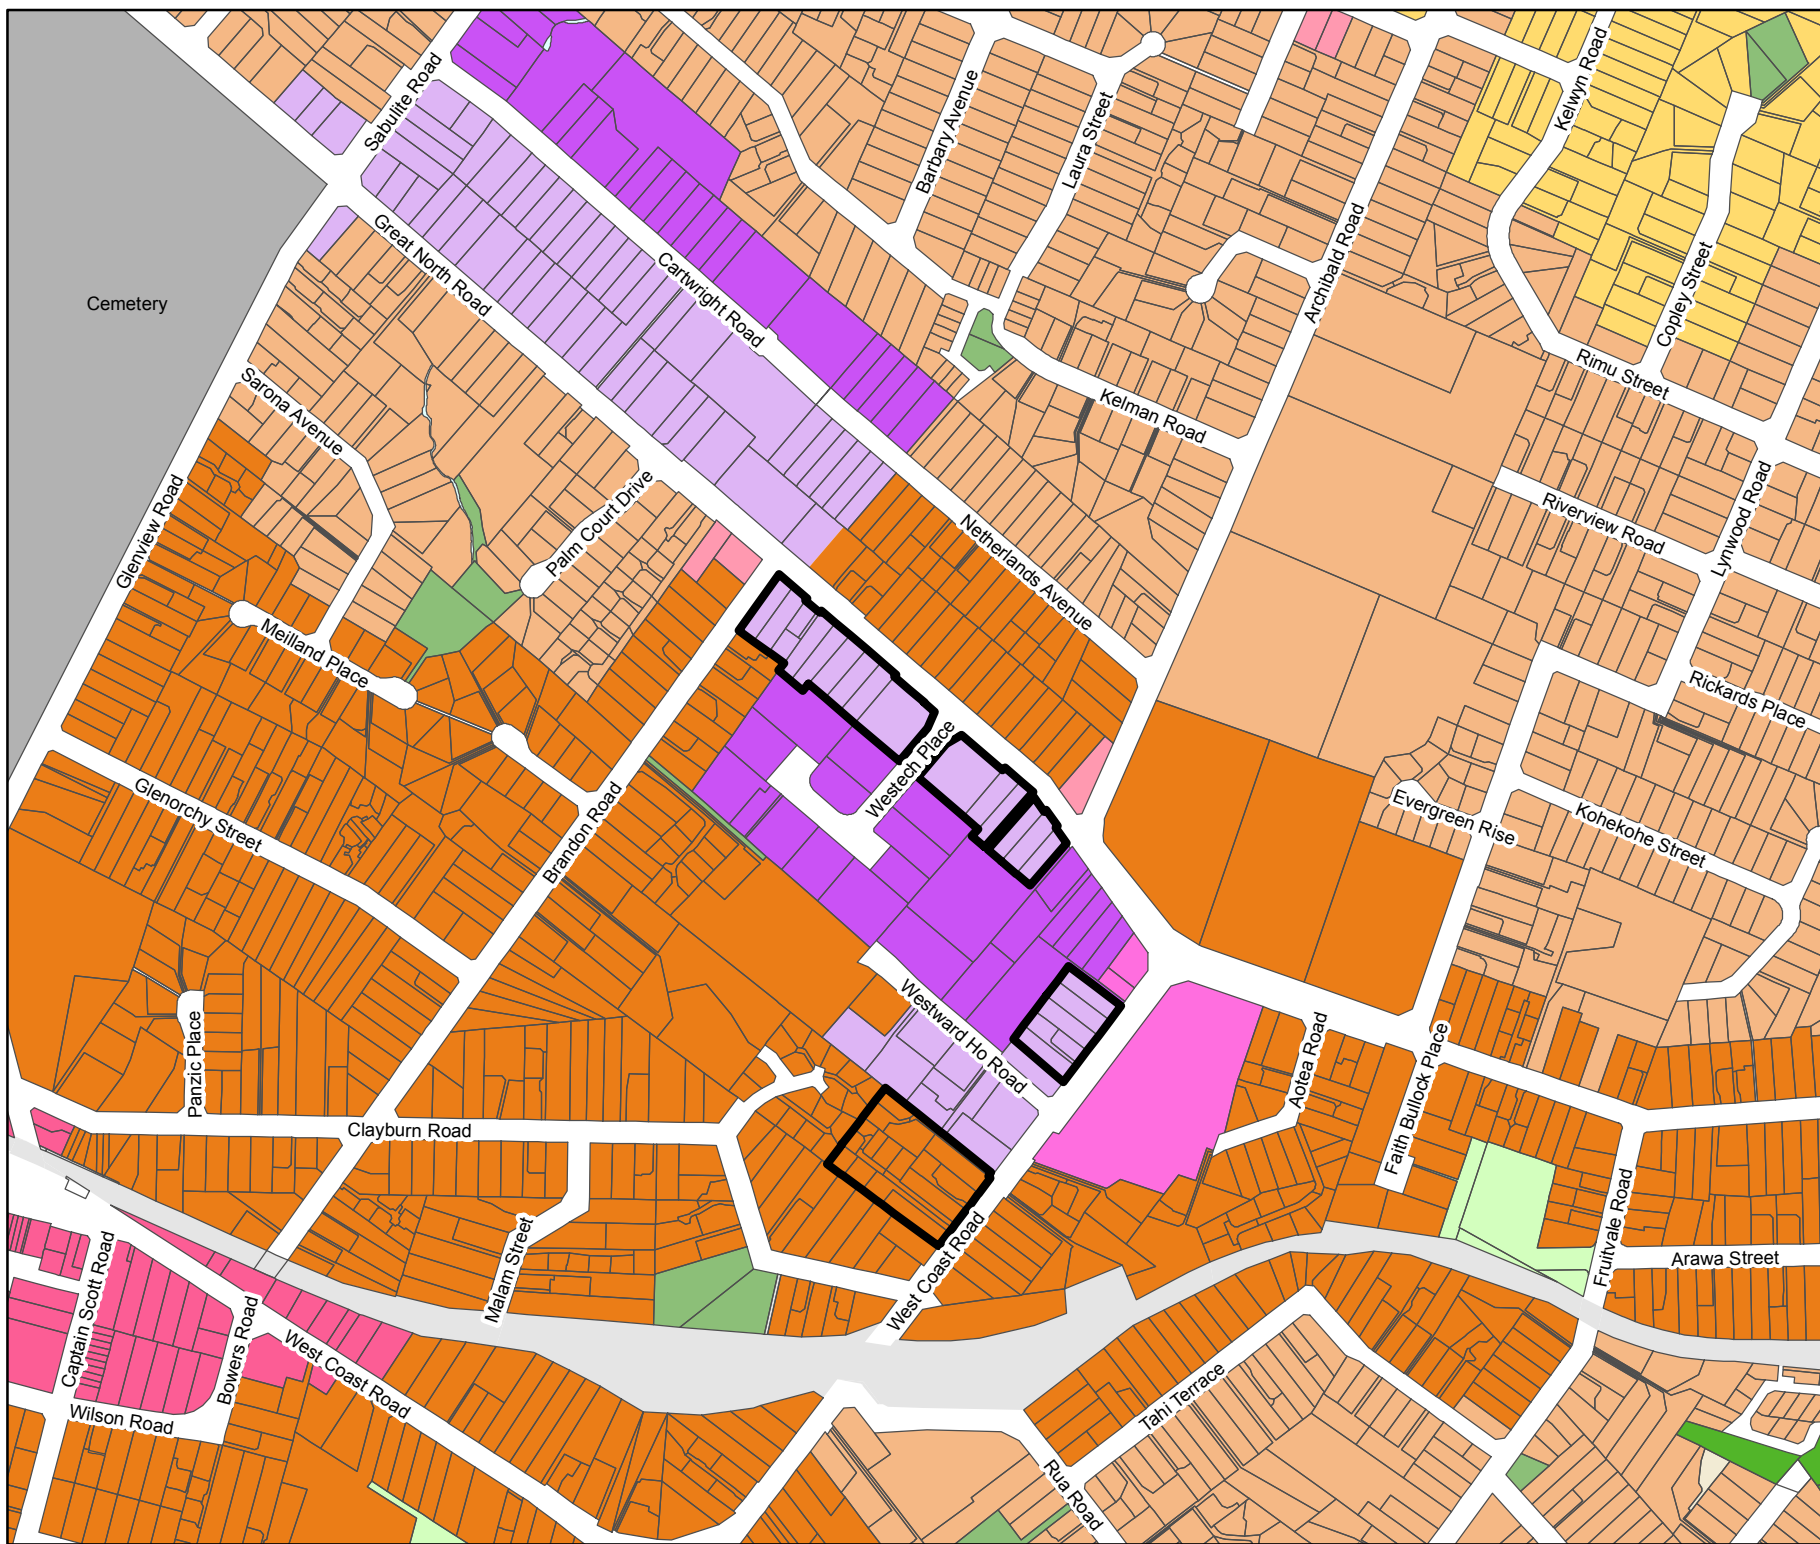 Sabulite Road
Kelwyn Road
Barbary Avenue
Laura Street
Great North Road
Cartwright Road
Archibald Road
Copley Street
Cemetery
Rimu Street
Sarona Avenue
Kelman Road
Glenview Road
Palm Court Drive
Netherlands Avenue
Riverview Road
Lynwood Road
Meilland Place
Rickards Place
Glenorchy Street
Brandon Road
Westech Place
Evergreen Rise
Kohekohe Street
Panzic Place
Westward Ho Road
Aotea Road
Faith Bullock Place
Clayburn Road
Captain Scott Road
Malam Street
West Coast Road
Fruitvale Road
Arawa Street
Bowers Road
West Coast Road
Wilson Road
Tahi Terrace
Rua Road